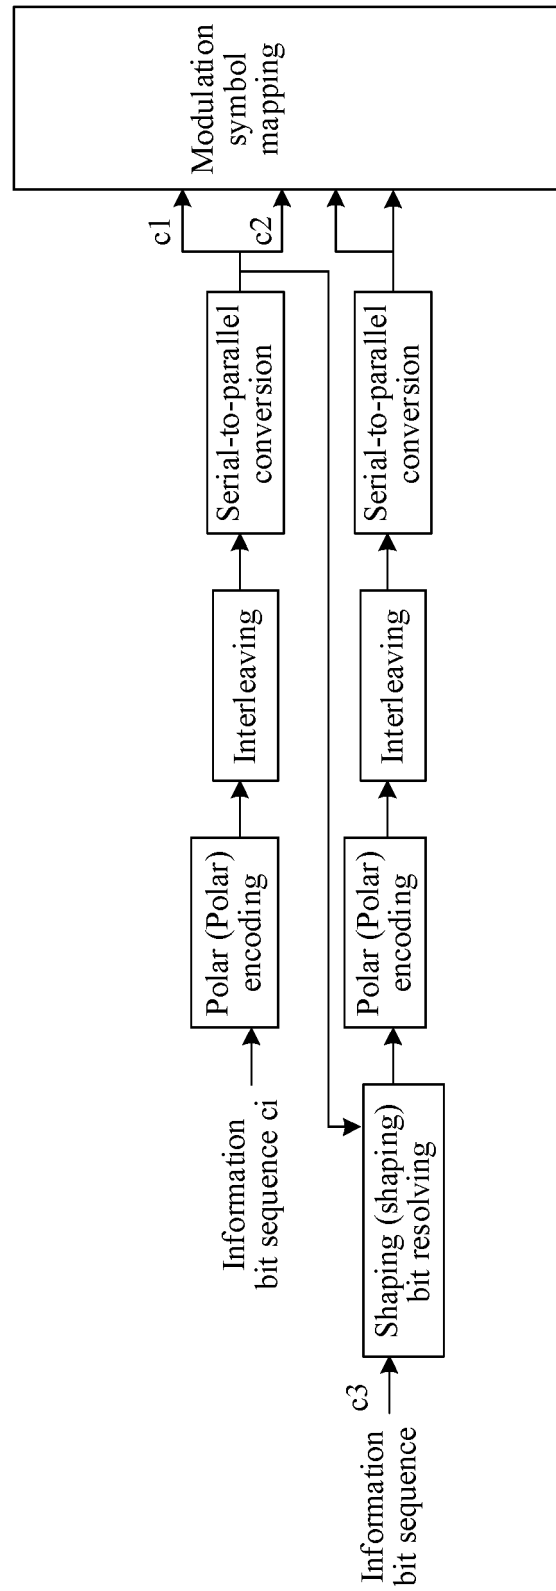 Information
bit sequence ci
Polar (Polar)
encoding
Interleaving
Serial-to-parallel
conversion
c1
c2
Modulation
symbol
mapping
Information
bit sequence
c3
Shaping (shaping)
bit resolving
Polar (Polar)
encoding
Interleaving
Serial-to-parallel
conversion